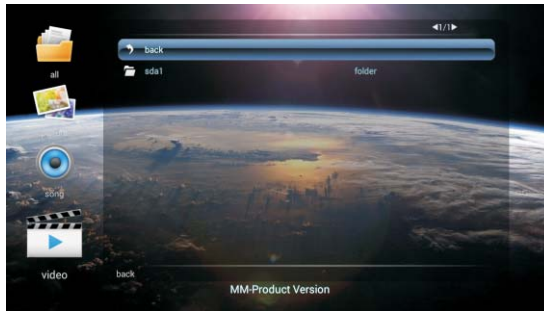 ◀1/1▶
back
all
sda1 folder
song
video
back
MM-Product Version